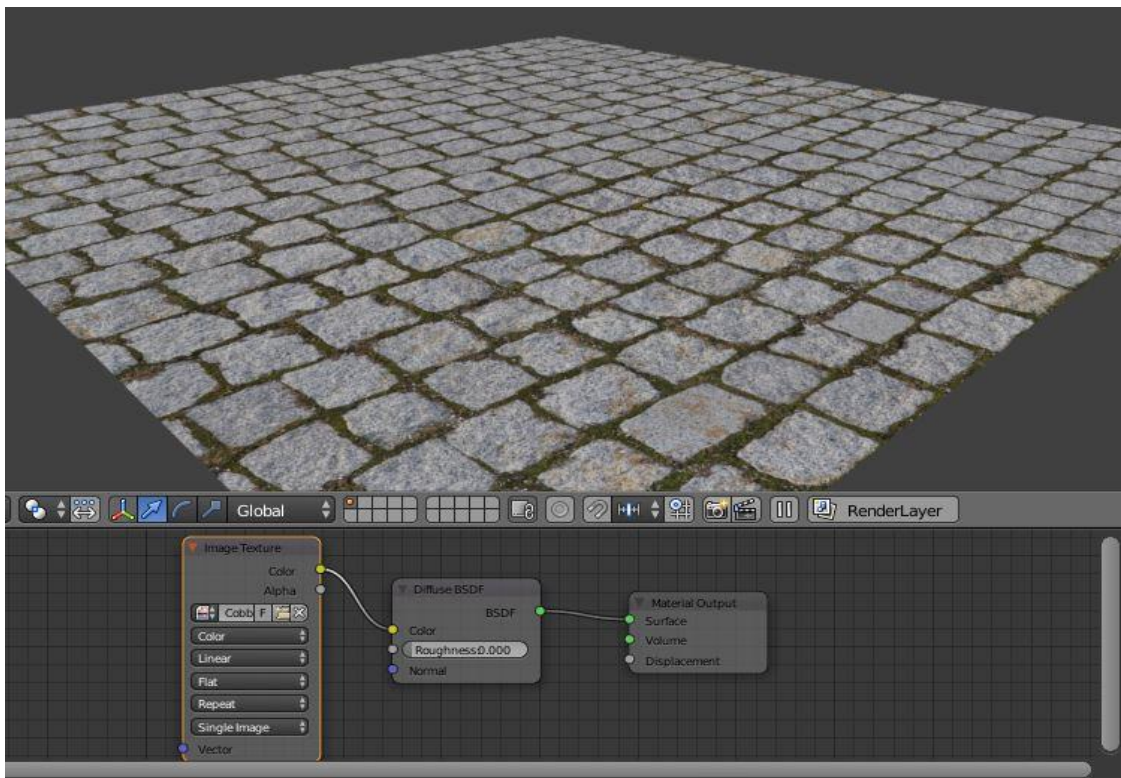 Global
RenderLayer
Image Texture
Color
Alpha
Cobb F
Color
Linear
Flat
Repeat
Single Image
Vector
Diffuse BSDF
BSDF
Color
Roughness:0.000
Normal
Material Output
Surface
Volume
Displacement